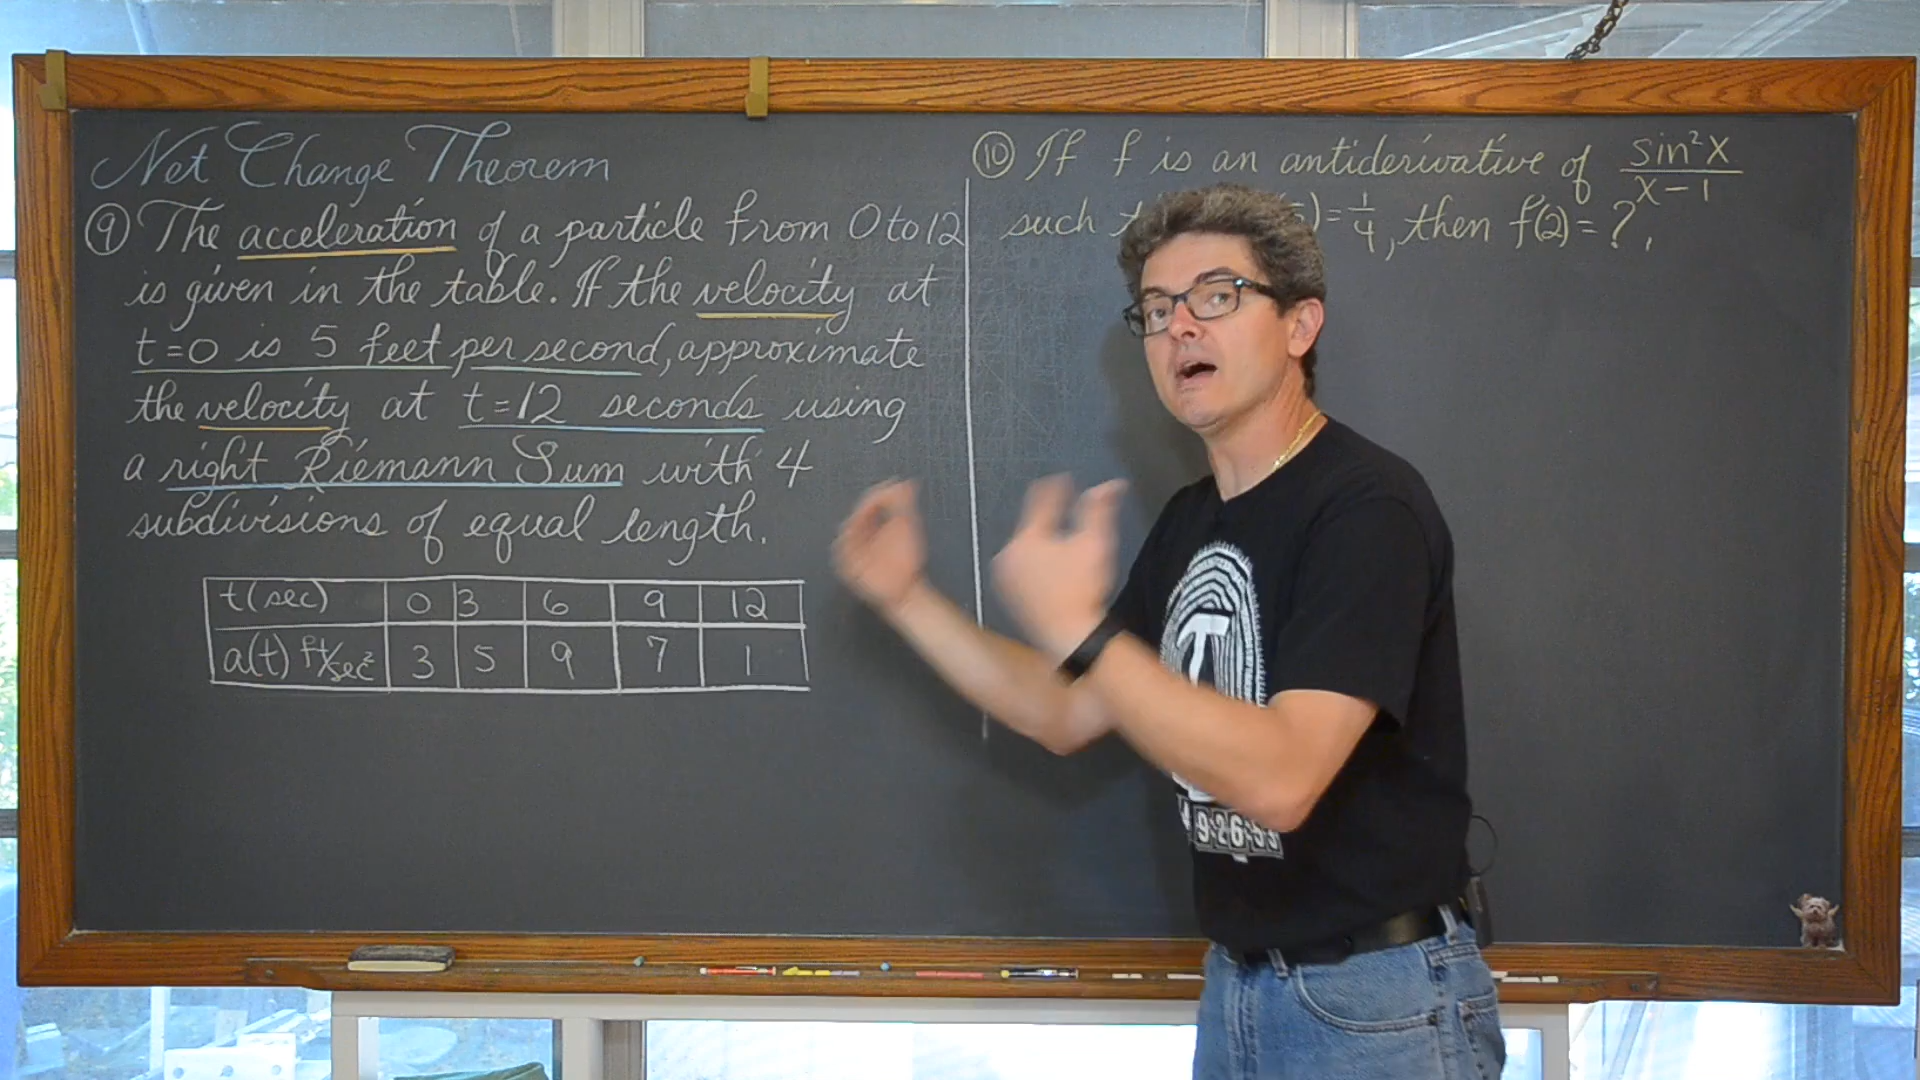 Net Change Theorem
⑨ The acceleration of a particle from 0 to 12
is given in the table. If the velocity at
t=0 is 5 feet per second, approximate
the velocity at t=12 seconds using
a right Riemann Sum with 4
subdivisions of equal length.
t(sec) 0 3 6 9 12
a(t) ft/sec² 3 5 9 7 1
⑩ If f is an antiderivative of sin²x/x-1
such )=1/4, then f(2)=?
9:26:53